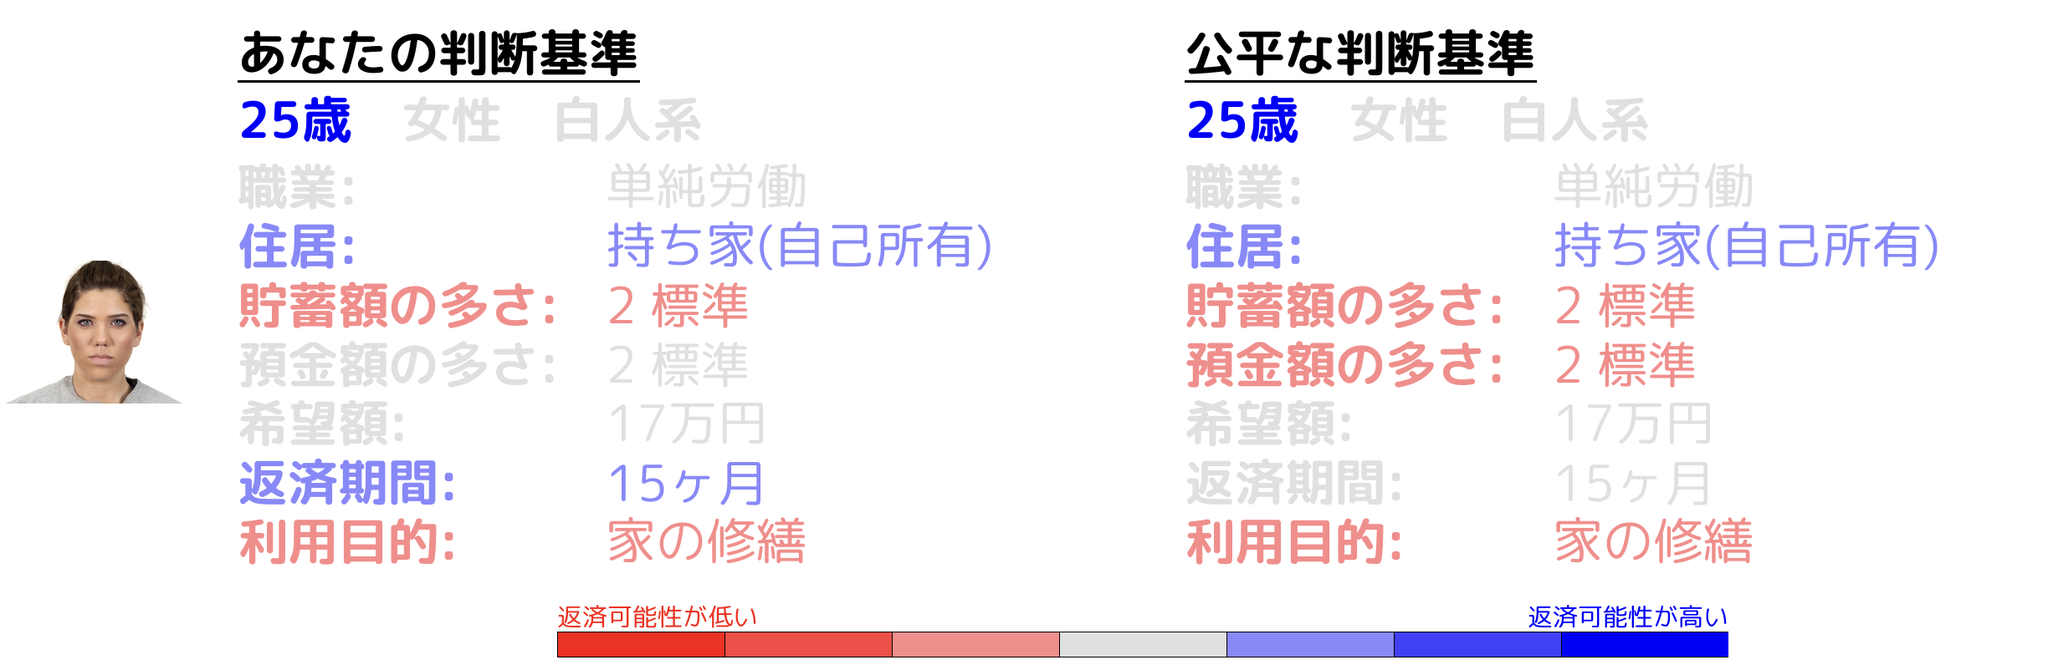 あなたの判断基準
25歳 女性 白人系
職業: 単純労働
住居: 持ち家(自己所有)
貯蓄額の多さ: 2 標準
預金額の多さ: 2 標準
希望額: 17万円
返済期間: 15ヶ月
利用目的: 家の修繕
公平な判断基準
25歳 女性 白人系
職業: 単純労働
住居: 持ち家(自己所有)
貯蓄額の多さ: 2 標準
預金額の多さ: 2 標準
希望額: 17万円
返済期間: 15ヶ月
利用目的: 家の修繕
返済可能性が低い
返済可能性が高い